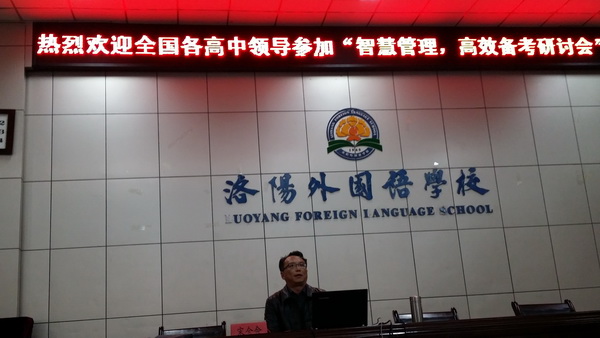 热烈欢迎全国各高中领导参加“智慧管理，高效备考研讨会”
洛陽外国語學校
LUOYANG FOREIGN LANGUAGE SCHOOL